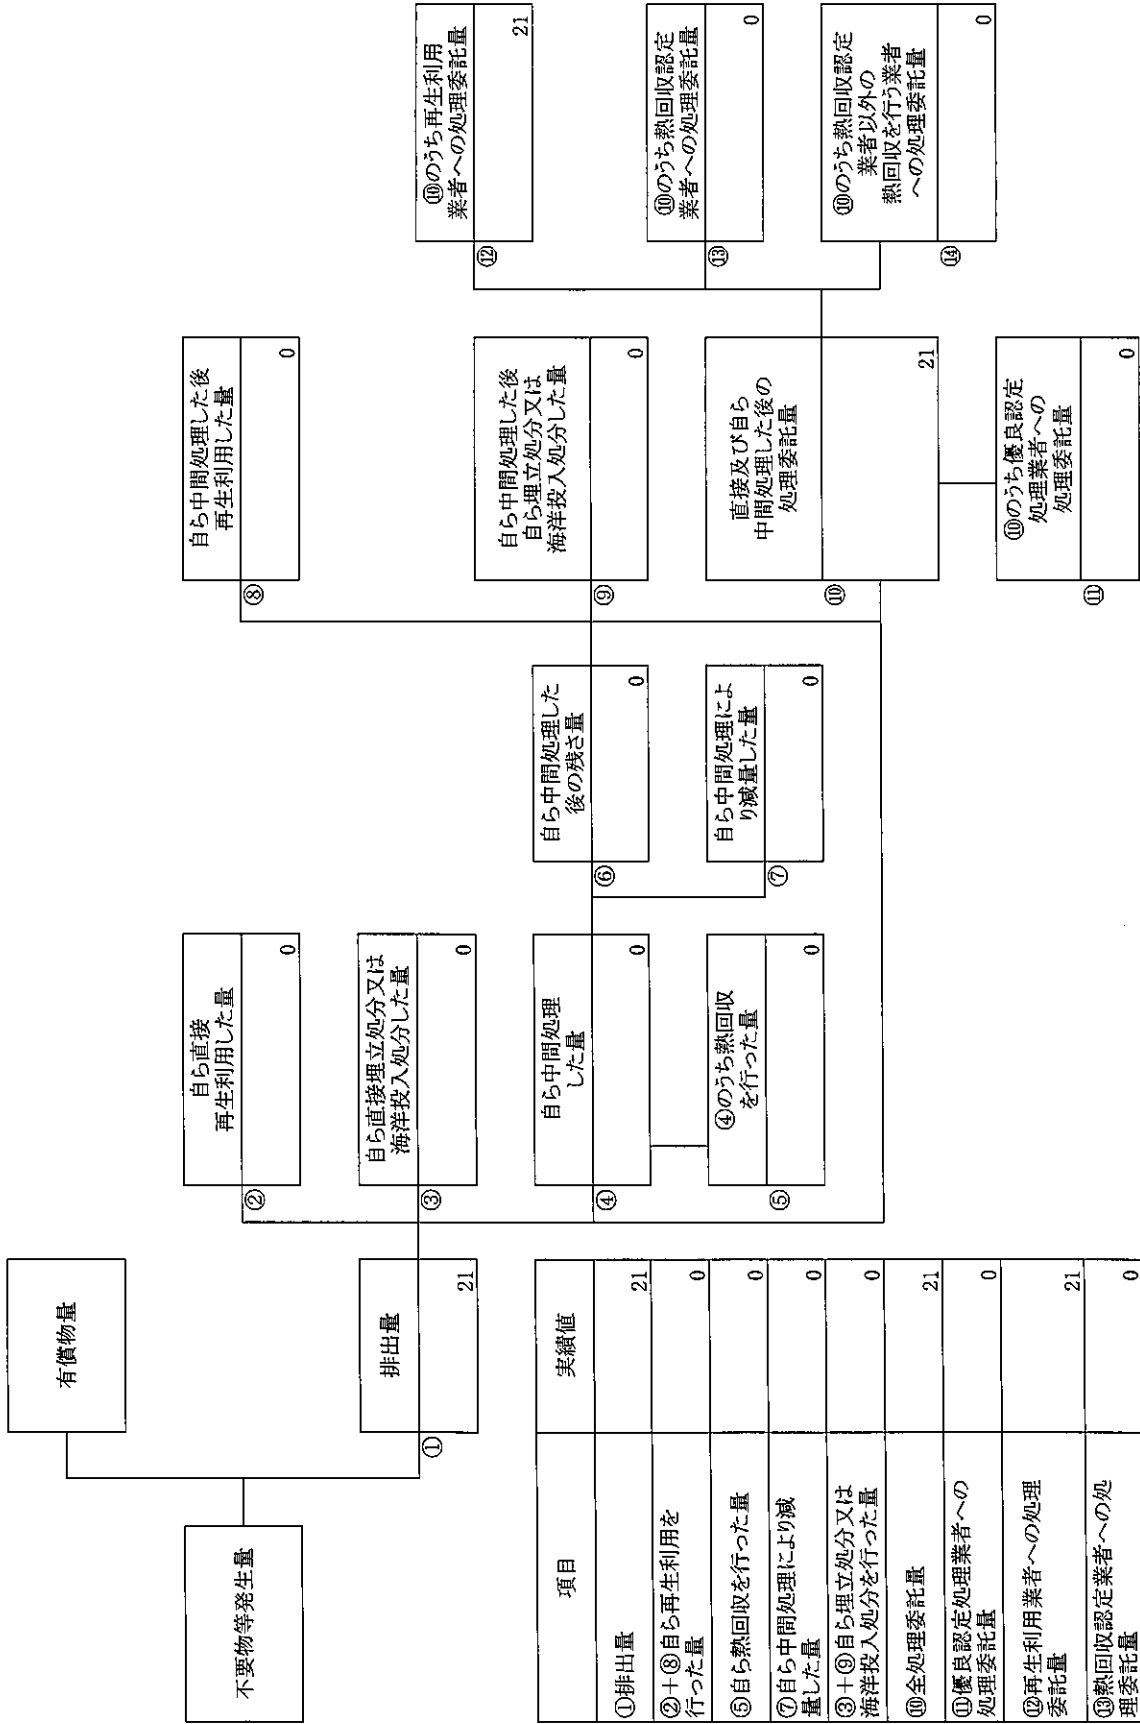 不要物等発生量
有償物量
①
排出量
21
②
自ら直接
再生利用した量
0
③
自ら直接埋立処分又は
海洋投入処分した量
0
④
自ら中間処理
した量
0
⑤
④のうち熱回収
を行った量
0
⑥
自ら中間処理した
後の残さ量
0
⑦
自ら中間処理によ
り減量した量
0
⑧
自ら中間処理した後
再生利用した量
0
⑨
自ら中間処理した後
自ら埋立処分又は
海洋投入処分した量
0
⑩
直接及び自ら
中間処理した後の
処理委託量
21
⑪
⑩のうち優良認定
処理業者への
処理委託量
0
⑫
⑩のうち再生利用
業者への処理委託量
21
⑬
⑩のうち熱回収認定
業者への処理委託量
0
⑭
⑩のうち熱回収認定
業者以外の
熱回収を行う業者
への処理委託量
0
項目 実績値
①排出量 21
②+⑧自ら再生利用を
行った量 0
⑤自ら熱回収を行った量 0
⑦自ら中間処理により減
量した量 0
③+⑨自ら埋立処分又は
海洋投入処分を行った量 0
⑩全処理委託量 21
⑪優良認定処理業者への
処理委託量 0
⑫再生利用業者への処理
委託量 21
⑬熱回収認定業者への処
理委託量 0